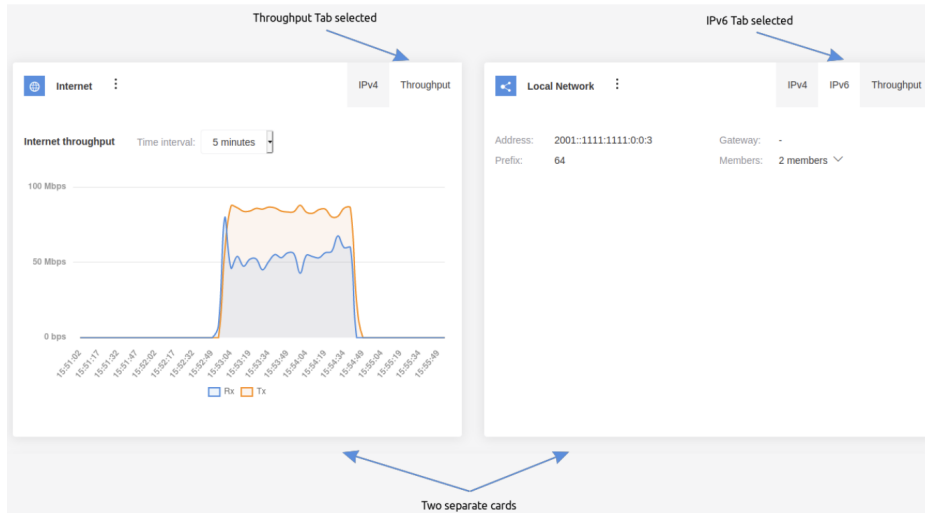 Throughput Tab selected
IPv6 Tab selected
Internet
IPv4
Throughput
Local Network
IPv4
IPv6
Throughput
Internet throughput
Time interval:
5 minutes
Address:
2001::1111:1111:0:0:3
Gateway:
-
Prefix:
64
Members:
2 members
100 Mbps
50 Mbps
0 bps
15:51:02
15:51:17
15:51:32
15:51:47
15:52:02
15:52:17
15:52:32
15:52:49
15:53:04
15:53:19
15:53:34
15:53:49
15:54:04
15:54:19
15:54:34
15:54:49
15:55:04
15:55:19
15:55:34
15:55:49
Rx
Tx
Two separate cards